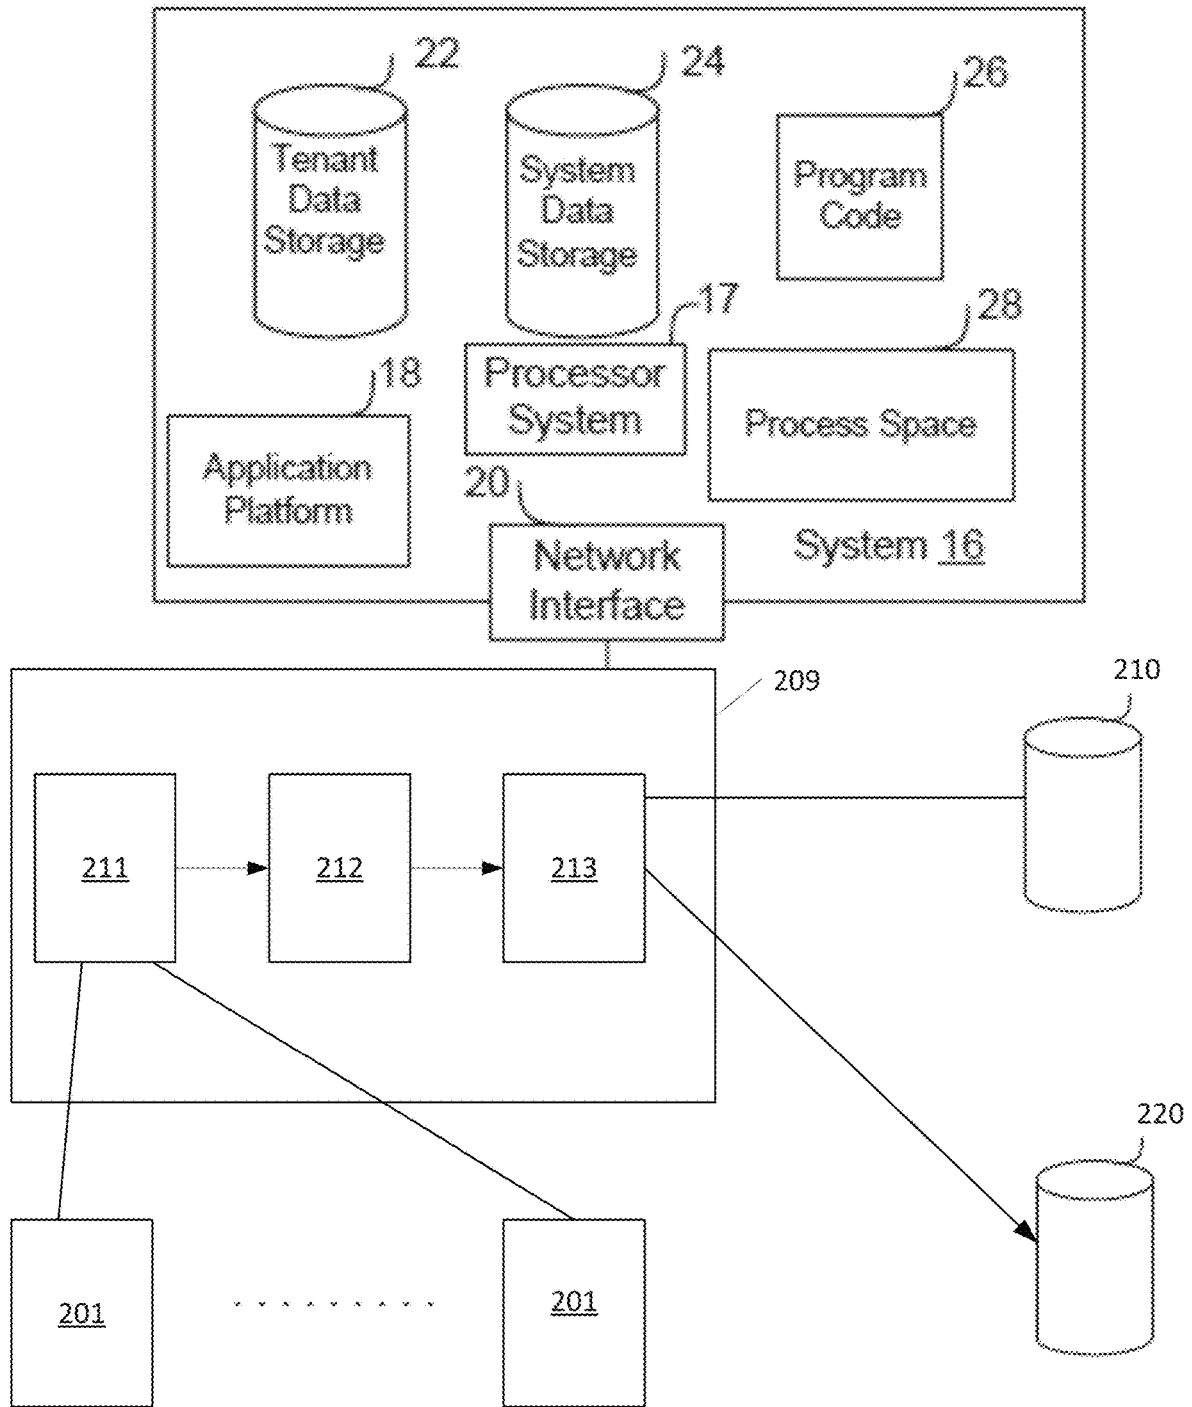 22
24
26
Tenant
Data
Storage
System
Data
Storage
Program
Code
17
28
18
Processor
System
Process Space
Application
Platform
20
Network
Interface
System 16
209
210
211
212
213
220
201
201